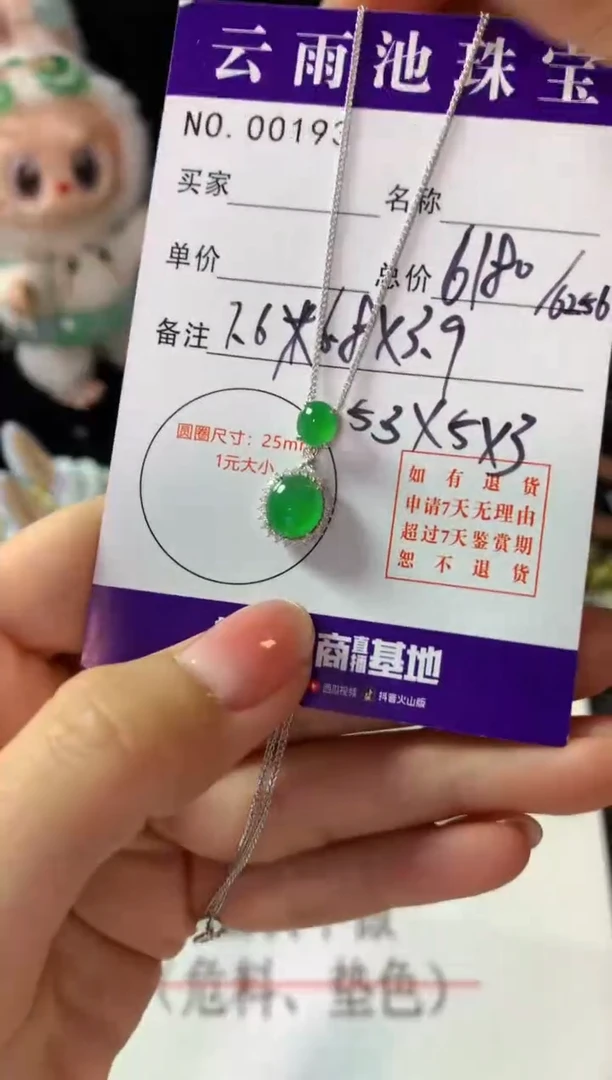 云雨池珠宝
NO.00193
买家
名称
单价
总价 6180/6256
备注 7.6×6.8×3.9
53×5×3
圆圈尺寸：25m
1元大小
如有退货
申请7天无理由
超过7天鉴赏期
恕不退货
商直播基地
西瓜视频 抖音火山版
（危料、垫色）